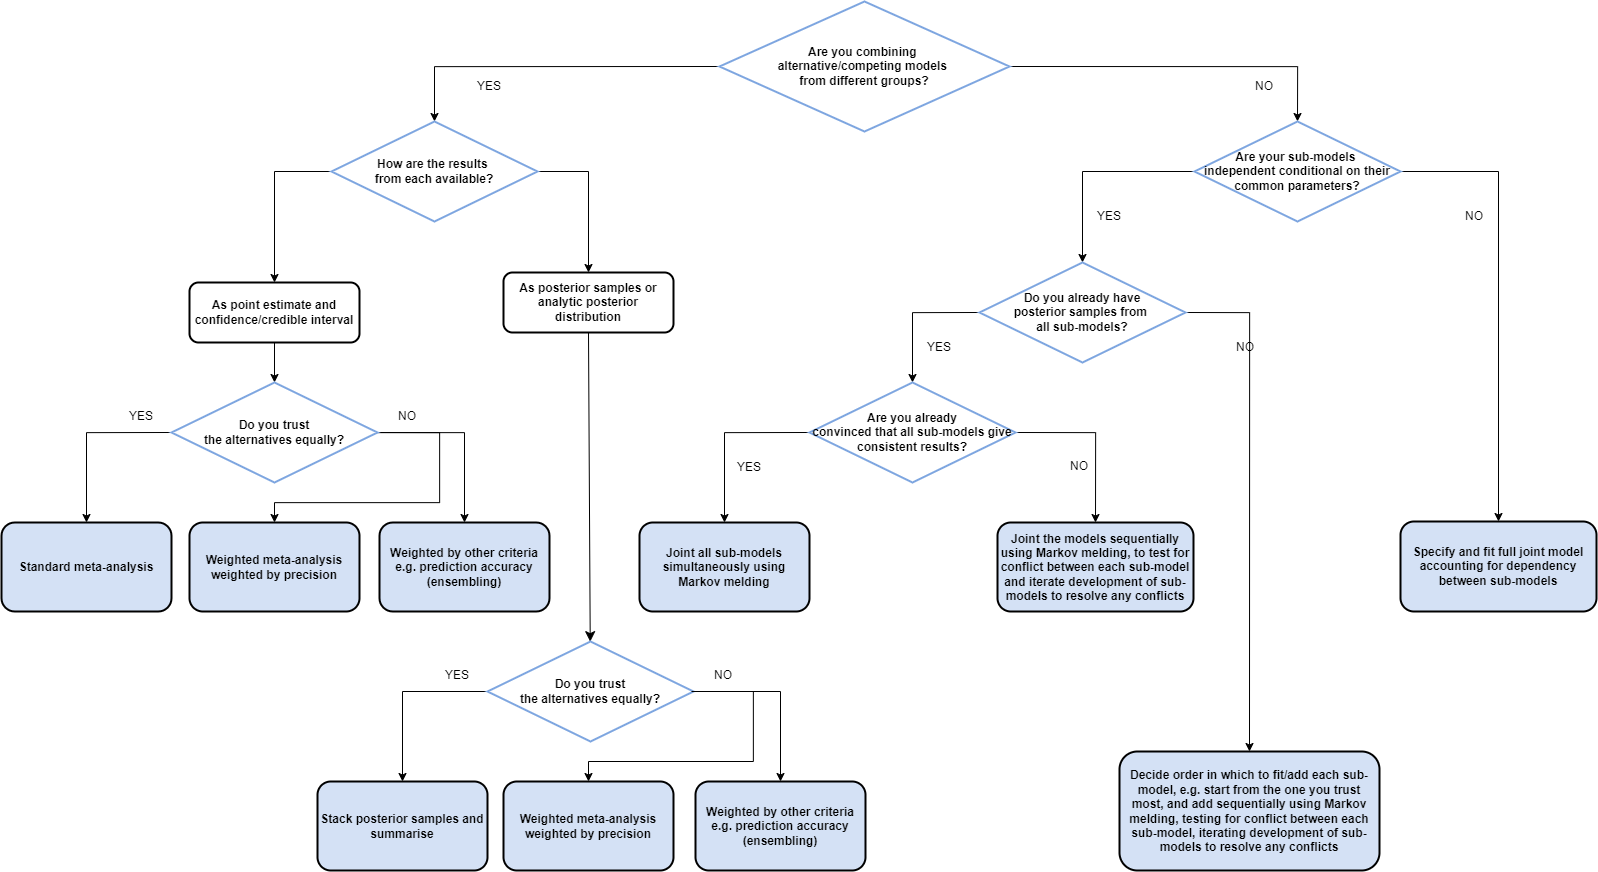 Are you combining
alternative/competing models
from different groups?
YES
NO
How are the results
from each available?
Are your sub-models
independent conditional on their
common parameters?
YES
NO
As point estimate and
confidence/credible interval
As posterior samples or
analytic posterior
distribution
Do you already have
posterior samples from
all sub-models?
YES
NO
Do you trust
the alternatives equally?
YES
NO
Are you already
convinced that all sub-models give
consistent results?
YES
NO
Standard meta-analysis
Weighted meta-analysis
weighted by precision
Weighted by other criteria
e.g. prediction accuracy
(ensembling)
Joint all sub-models
simultaneously using
Markov melding
Joint the models sequentially
using Markov melding, to test for
conflict between each sub-model
and iterate development of sub-
models to resolve any conflicts
Specify and fit full joint model
accounting for dependency
between sub-models
Do you trust
the alternatives equally?
YES
NO
Stack posterior samples and
summarise
Weighted meta-analysis
weighted by precision
Weighted by other criteria
e.g. prediction accuracy
(ensembling)
Decide order in which to fit/add each sub-
model, e.g. start from the one you trust
most, and add sequentially using Markov
melding, testing for conflict between each
sub-model, iterating development of sub-
models to resolve any conflicts